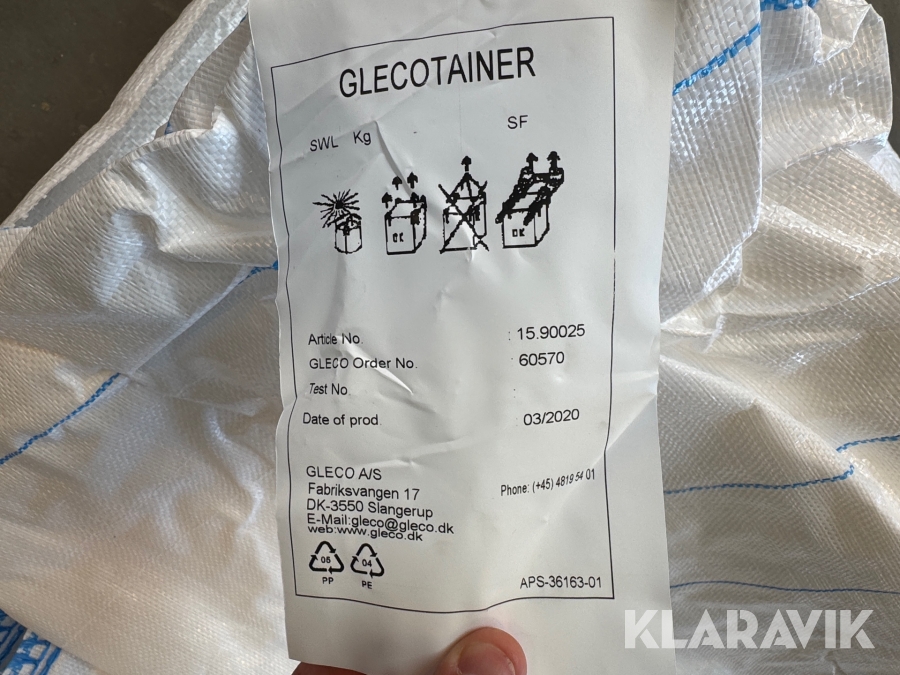 GLECOTAINER
SWL Kg SF
OK OK
Article No. : 15.90025
GLECO Order No. : 60570
Test No.
Date of prod. : 03/2020
GLECO A/S
Fabriksvangen 17 Phone: (+45) 4819 54 01
DK-3550 Slangerup
E-Mail:gleco@gleco.dk
web:www.gleco.dk
05 04
PP PE
APS-36163-01
KLARAVIK